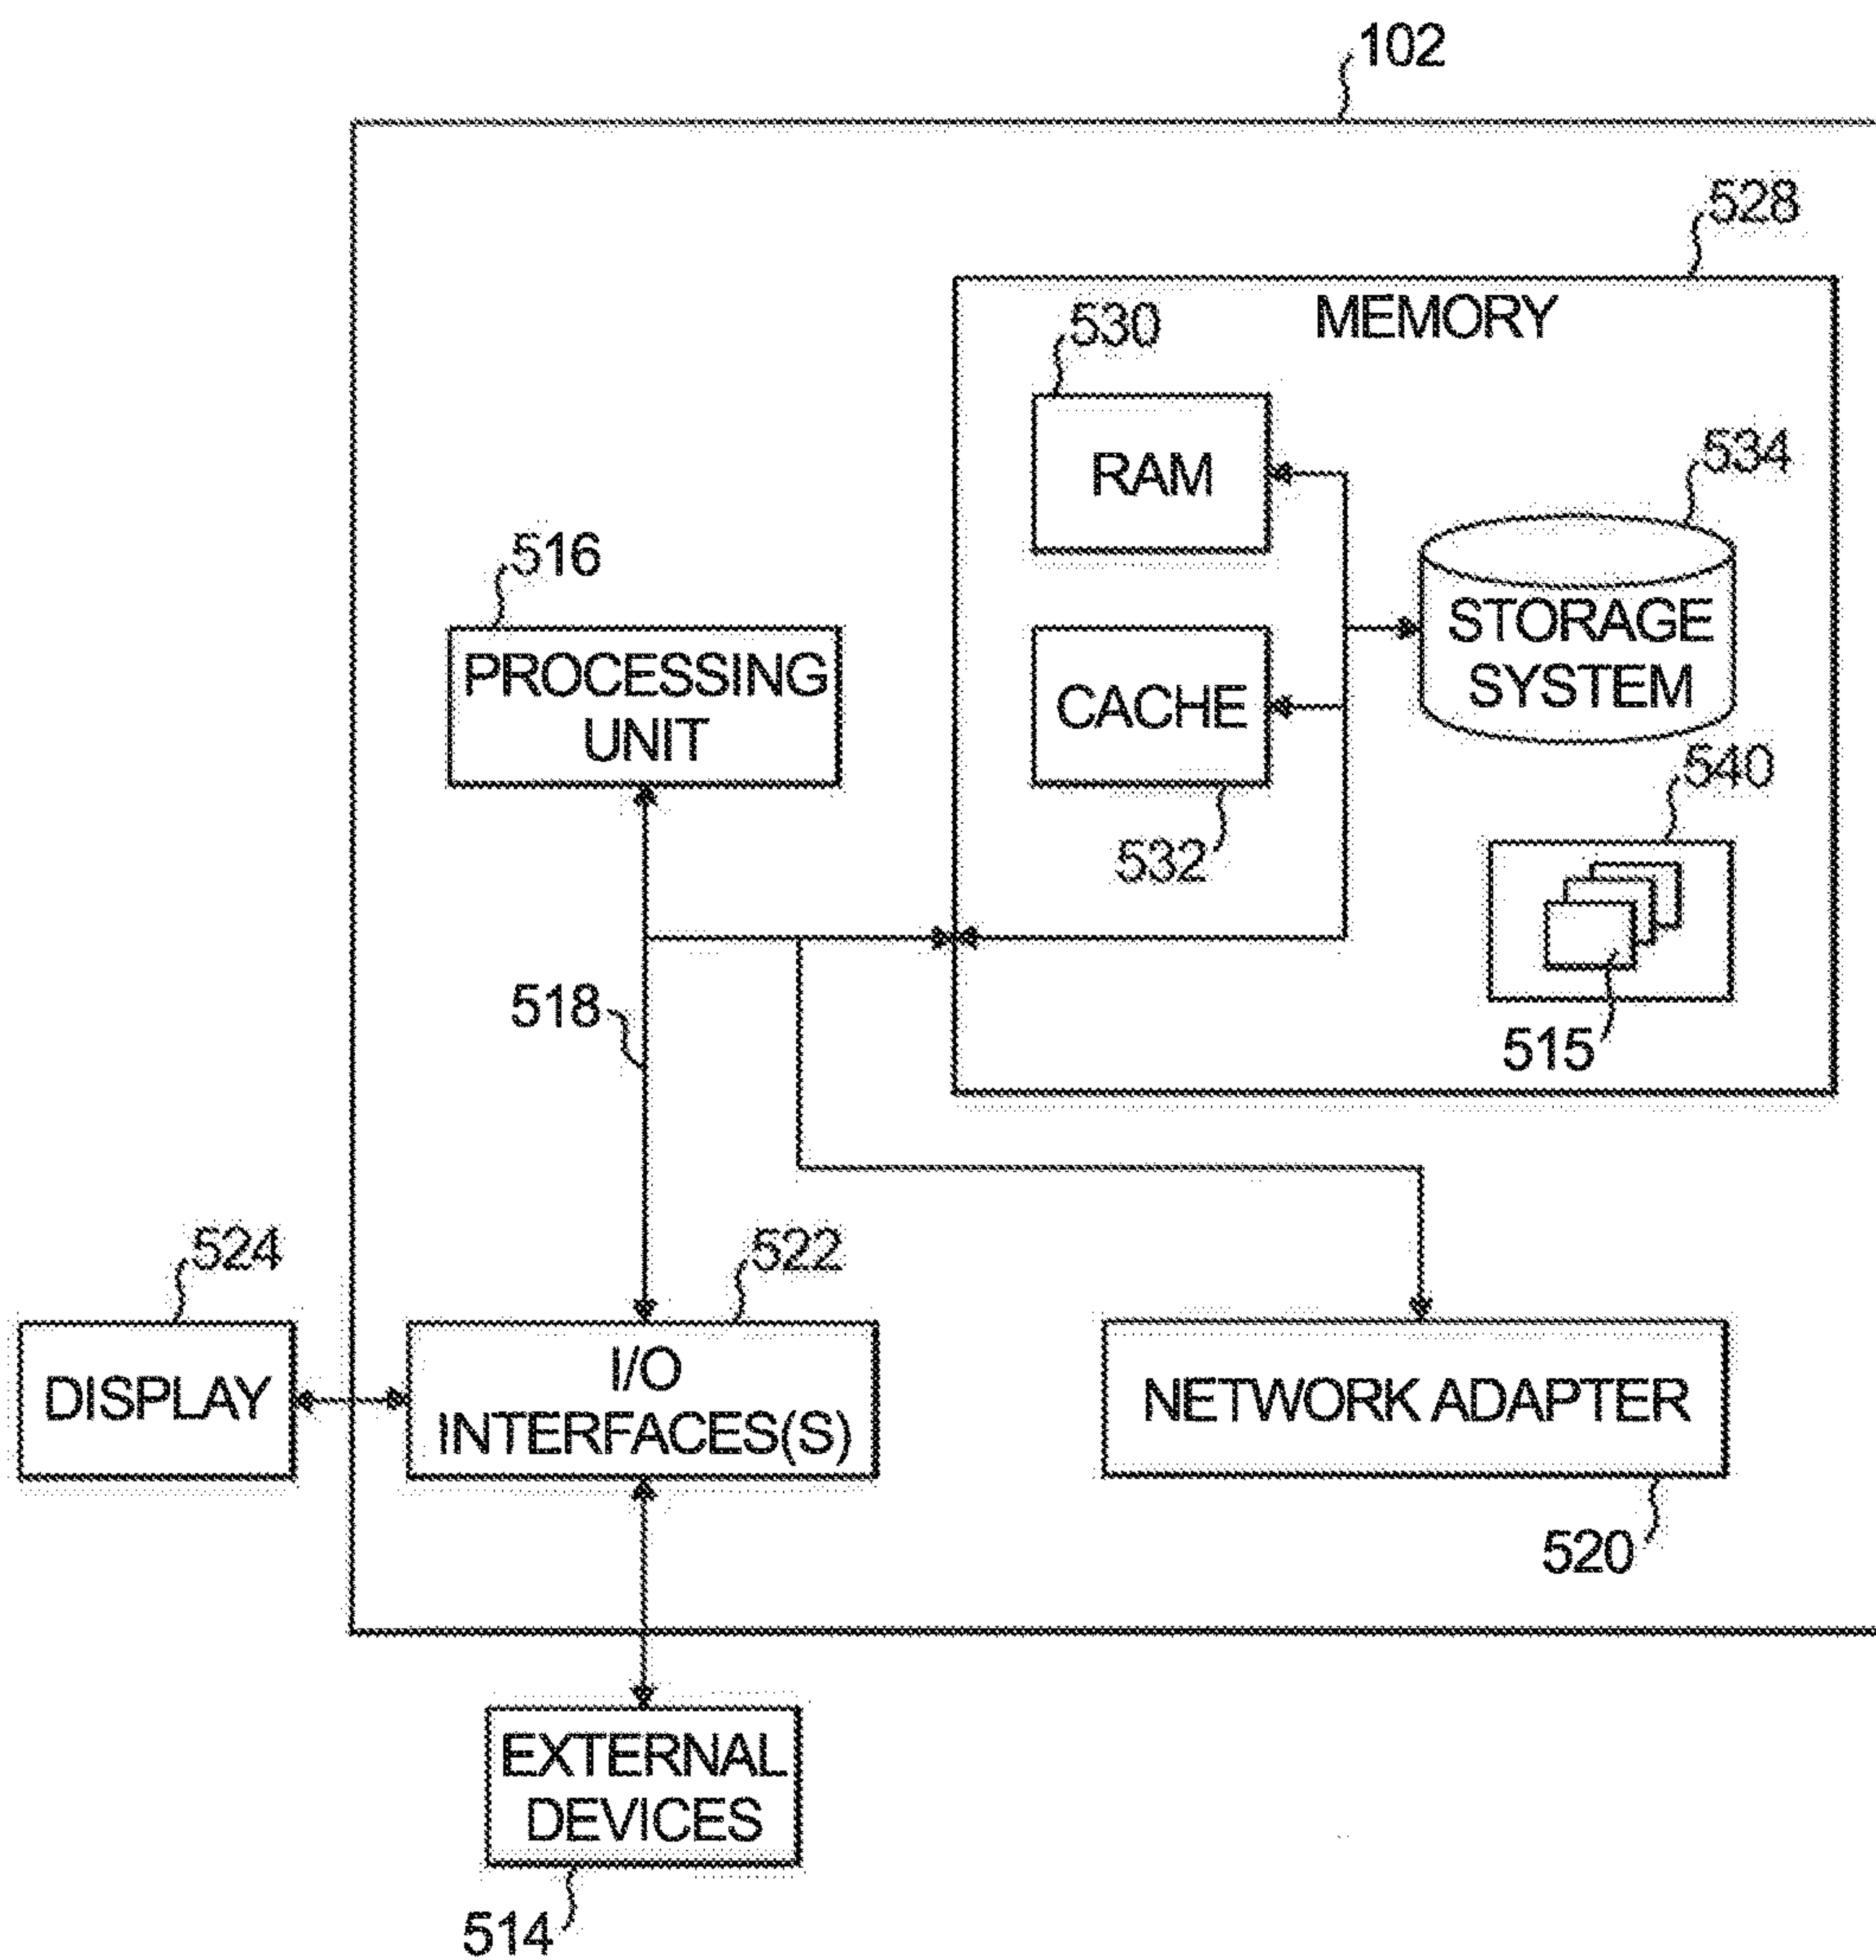 102
528
MEMORY
530
RAM
534
STORAGE
SYSTEM
516
PROCESSING
UNIT
CACHE
532
540
515
518
524
DISPLAY
522
I/O
INTERFACES(S)
NETWORK ADAPTER
520
EXTERNAL
DEVICES
514